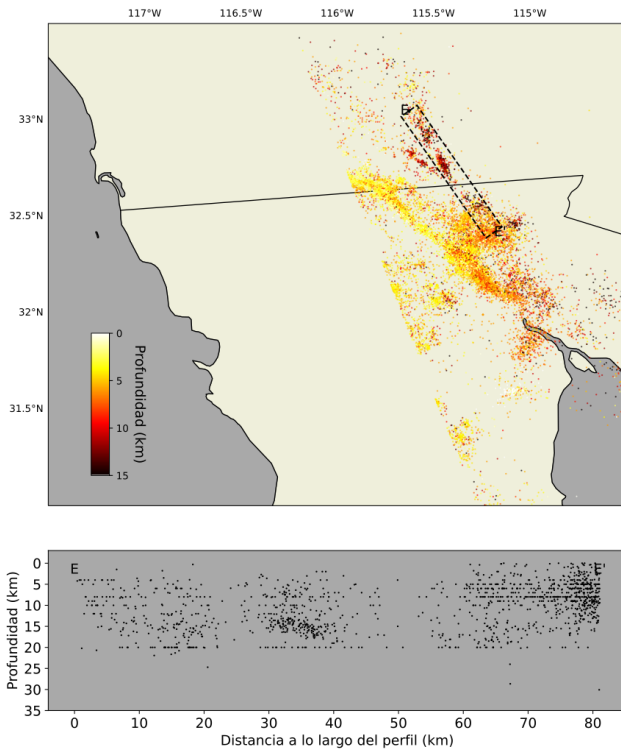 117°W 116.5°W 116°W 115.5°W 115°W
33°N
32.5°N
32°N
31.5°N
E
E'
0
5
10
15
Profundidad (km)
E
E'
0
5
10
15
20
25
30
35
Profundidad (km)
0 10 20 30 40 50 60 70 80
Distancia a lo largo del perfil (km)